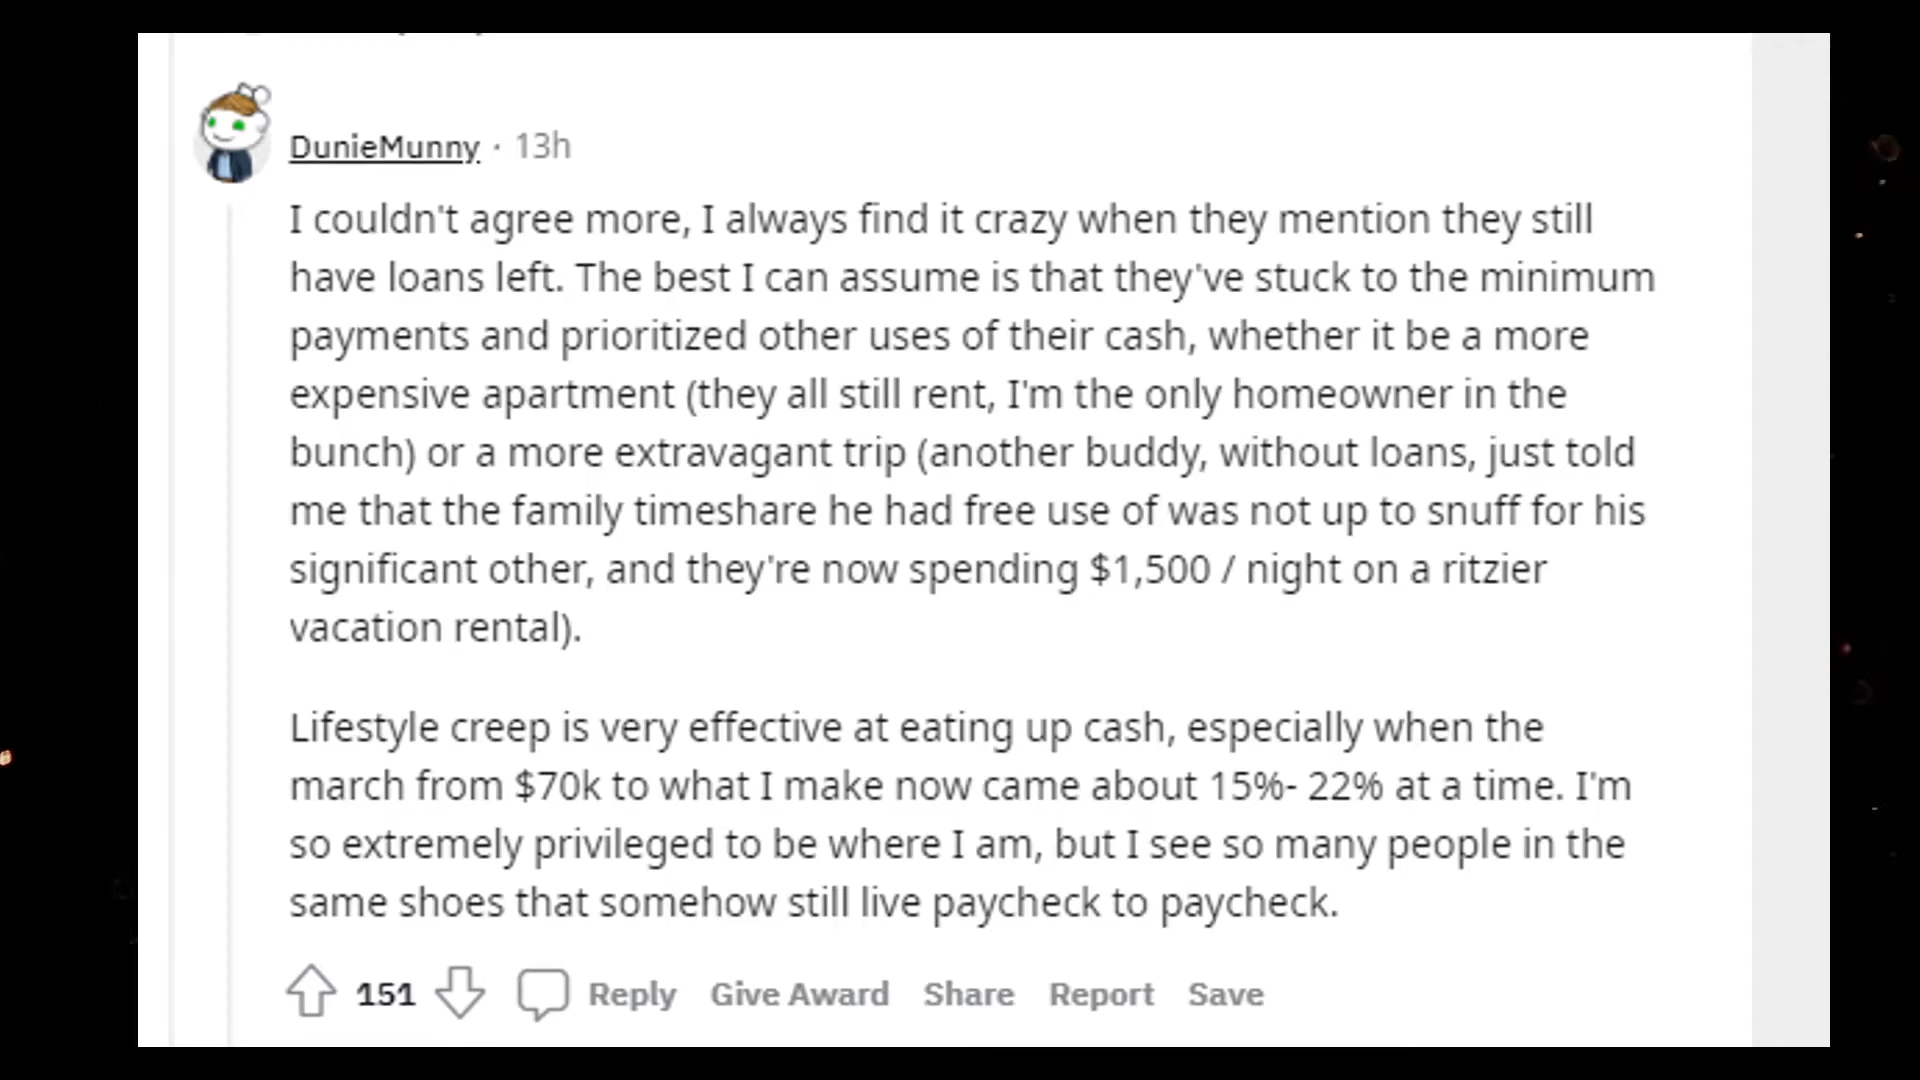 DunieMunny · 13h
I couldn't agree more, I always find it crazy when they mention they still
have loans left. The best I can assume is that they've stuck to the minimum
payments and prioritized other uses of their cash, whether it be a more
expensive apartment (they all still rent, I'm the only homeowner in the
bunch) or a more extravagant trip (another buddy, without loans, just told
me that the family timeshare he had free use of was not up to snuff for his
significant other, and they're now spending $1,500 / night on a ritzier
vacation rental).
Lifestyle creep is very effective at eating up cash, especially when the
march from $70k to what I make now came about 15%- 22% at a time. I'm
so extremely privileged to be where I am, but I see so many people in the
same shoes that somehow still live paycheck to paycheck.
151 Reply Give Award Share Report Save